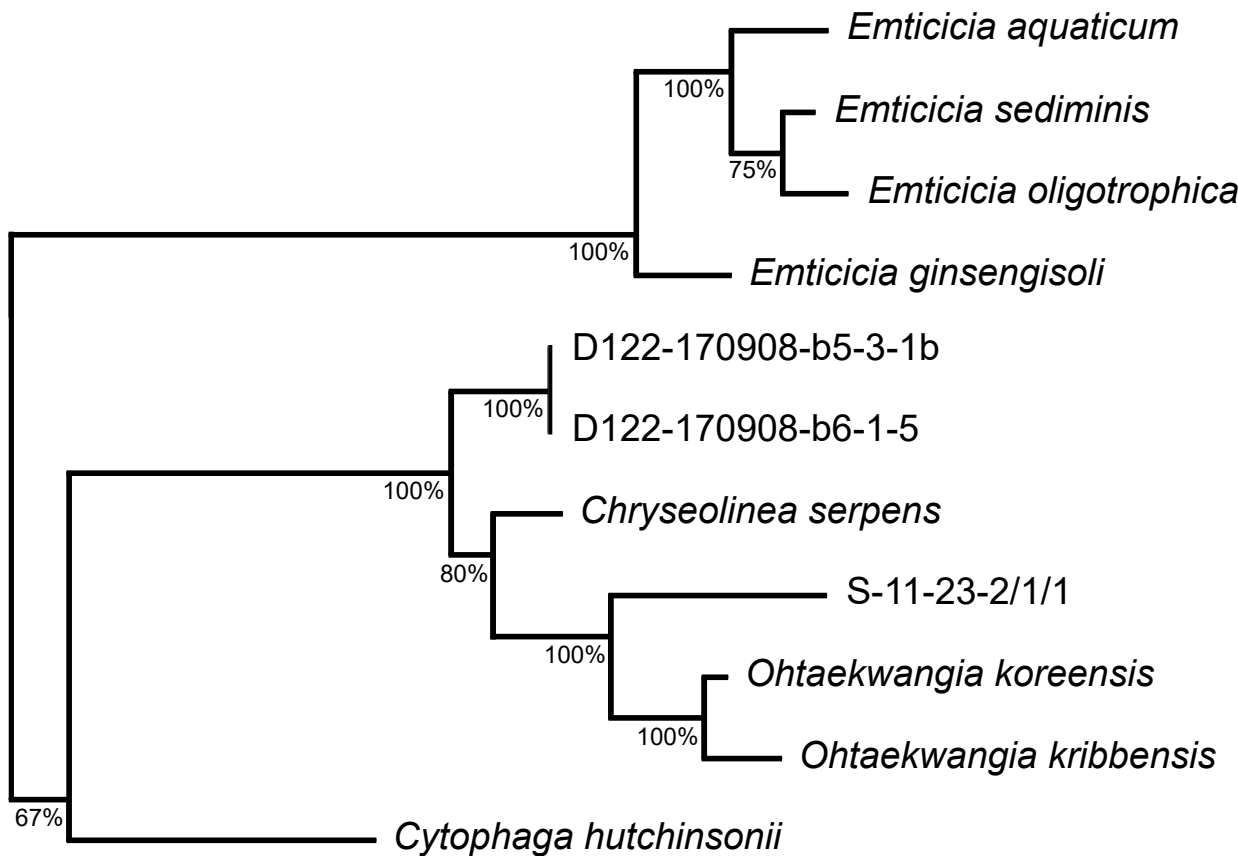 Emticicia aquaticum
100%
Emticicia sediminis
75%
Emticicia oligotrophica
100%
Emticicia ginsengisoli
D122-170908-b5-3-1b
100%
D122-170908-b6-1-5
100%
Chryseolinea serpens
80%
S-11-23-2/1/1
100%
Ohtaekwangia koreensis
100%
Ohtaekwangia kribbensis
67%
Cytophaga hutchinsonii